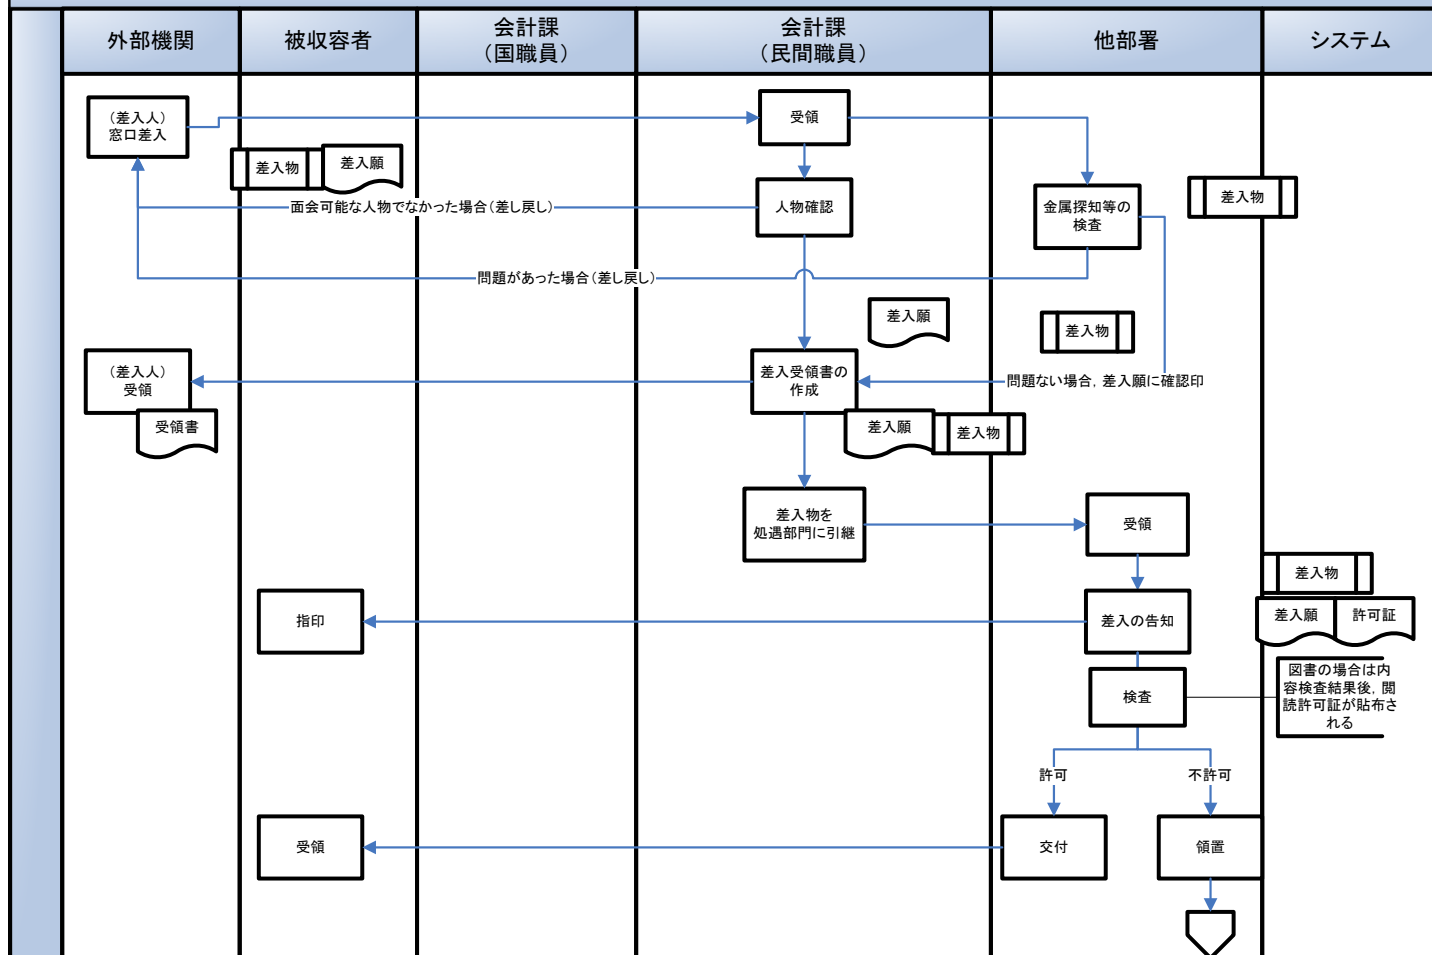 外部機関
被収容者
会計課
（国職員）
会計課
（民間職員）
他部署
システム
（差入人）
窓口差入
受領
差入物
差入願
人物確認
金属探知等の
検査
差入物
面会可能な人物でなかった場合（差し戻し）
問題があった場合（差し戻し）
差入願
差入物
（差入人）
受領
差入受領書の
作成
問題ない場合，差入願に確認印
受領書
差入願
差入物
差入物を
処遇部門に引継
受領
差入物
指印
差入の告知
差入願
許可証
検査
図書の場合は内
容検査結果後，閲
読許可証が貼布さ
れる
許可
不許可
受領
交付
領置